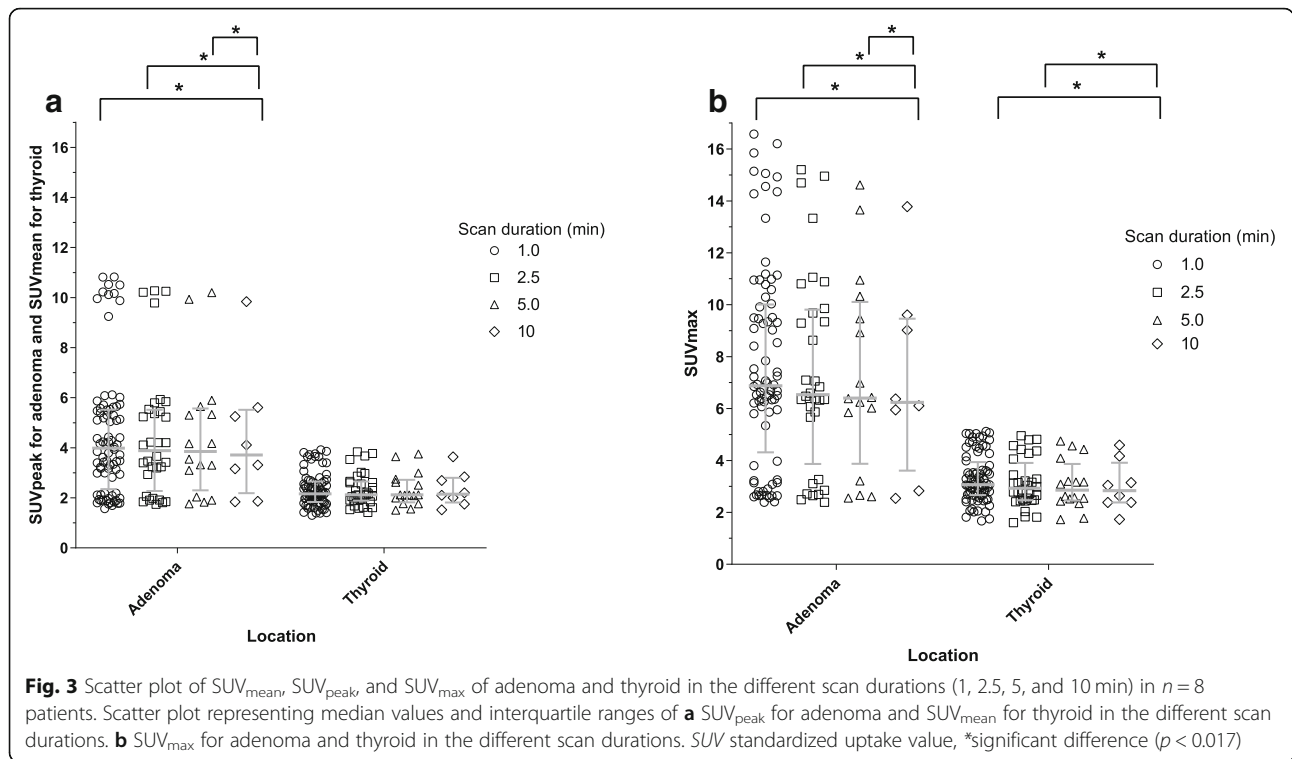 *
*
*
a
SUVpeak for adenoma and SUVmean for thyroid
16
14
12
10
8
6
4
2
0
Scan duration (min)
1.0
2.5
5.0
10
Adenoma
Thyroid
Location
*
*
*
*
*
b
SUVmax
16
14
12
10
8
6
4
2
0
Scan duration (min)
1.0
2.5
5.0
10
Adenoma
Thyroid
Location
Fig. 3 Scatter plot of SUVmean, SUVpeak, and SUVmax of adenoma and thyroid in the different scan durations (1, 2.5, 5, and 10 min) in n = 8
patients. Scatter plot representing median values and interquartile ranges of a SUVpeak for adenoma and SUVmean for thyroid in the different scan
durations. b SUVmax for adenoma and thyroid in the different scan durations. SUV standardized uptake value, *significant difference (p < 0.017)